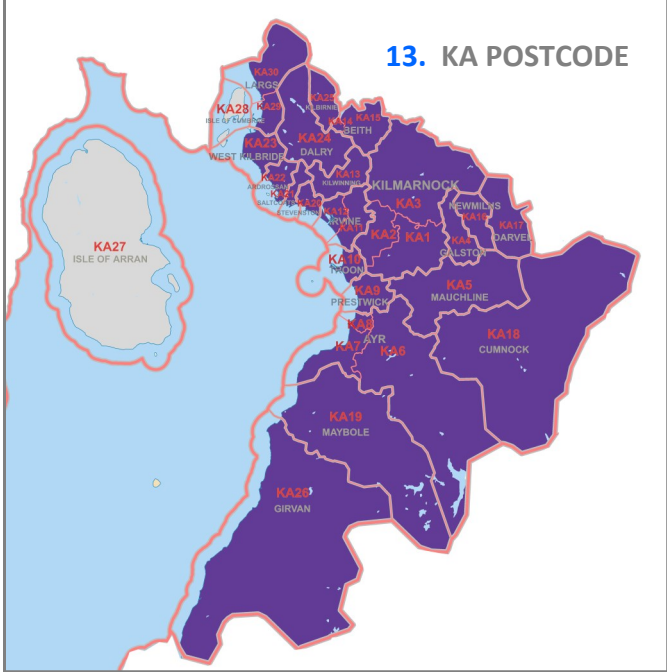 13. KA POSTCODE
KA30
LARGS
KA28
KA29
ISLE OF CUMBRAE
KA25
KILBIRNIE
KA14
KA15
BEITH
KA23
WEST KILBRIDE
KA24
DALRY
KA22
ARDROSSAN
KA13
KILWINNING
KA21
SALTCOATS
KA20
STEVENSTON
KILMARNOCK
KA3
KA12
IRVINE
KA11
KA2
KA1
NEWMILNS
KA16
KA17
DARVEL
KA4
GALSTON
KA27
ISLE OF ARRAN
KA10
TROON
KA9
PRESTWICK
KA5
MAUCHLINE
KA8
AYR
KA7
KA6
KA18
CUMNOCK
KA19
MAYBOLE
KA26
GIRVAN